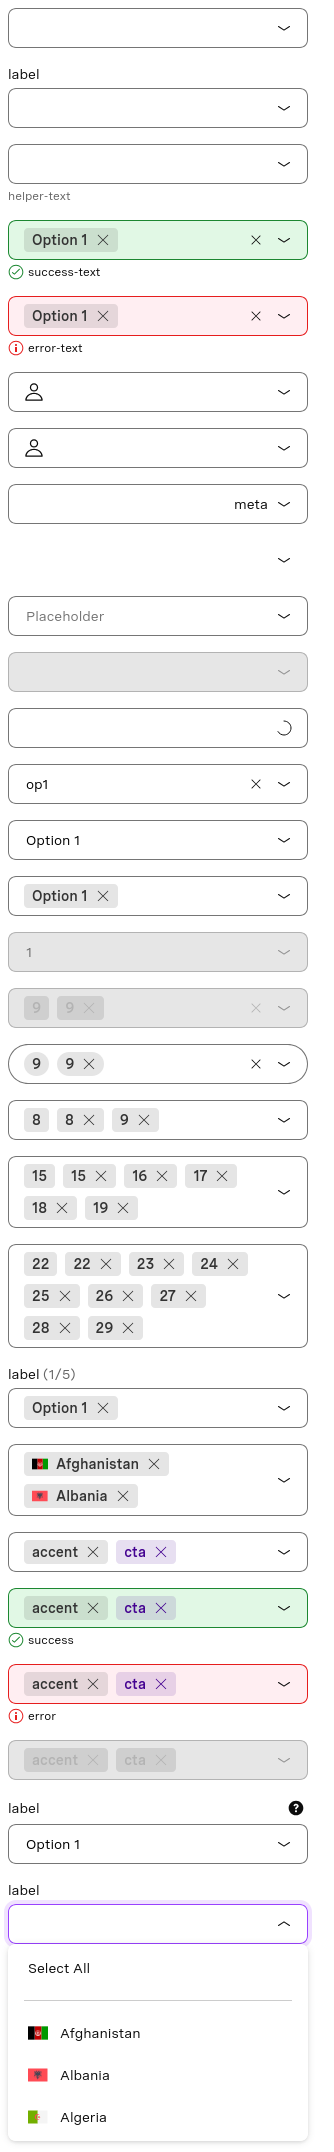 label
helper-text
Option 1
success-text
Option 1
error-text
meta
Placeholder
op1
Option 1
Option 1
1
9 9
9 9
8 8 9
15 15 16 17
18 19
22 22 23 24
25 26 27
28 29
label (1/5)
Option 1
Afghanistan
Albania
accent cta
accent cta
success
accent cta
error
accent cta
label
Option 1
label
Select All
Afghanistan
Albania
Algeria